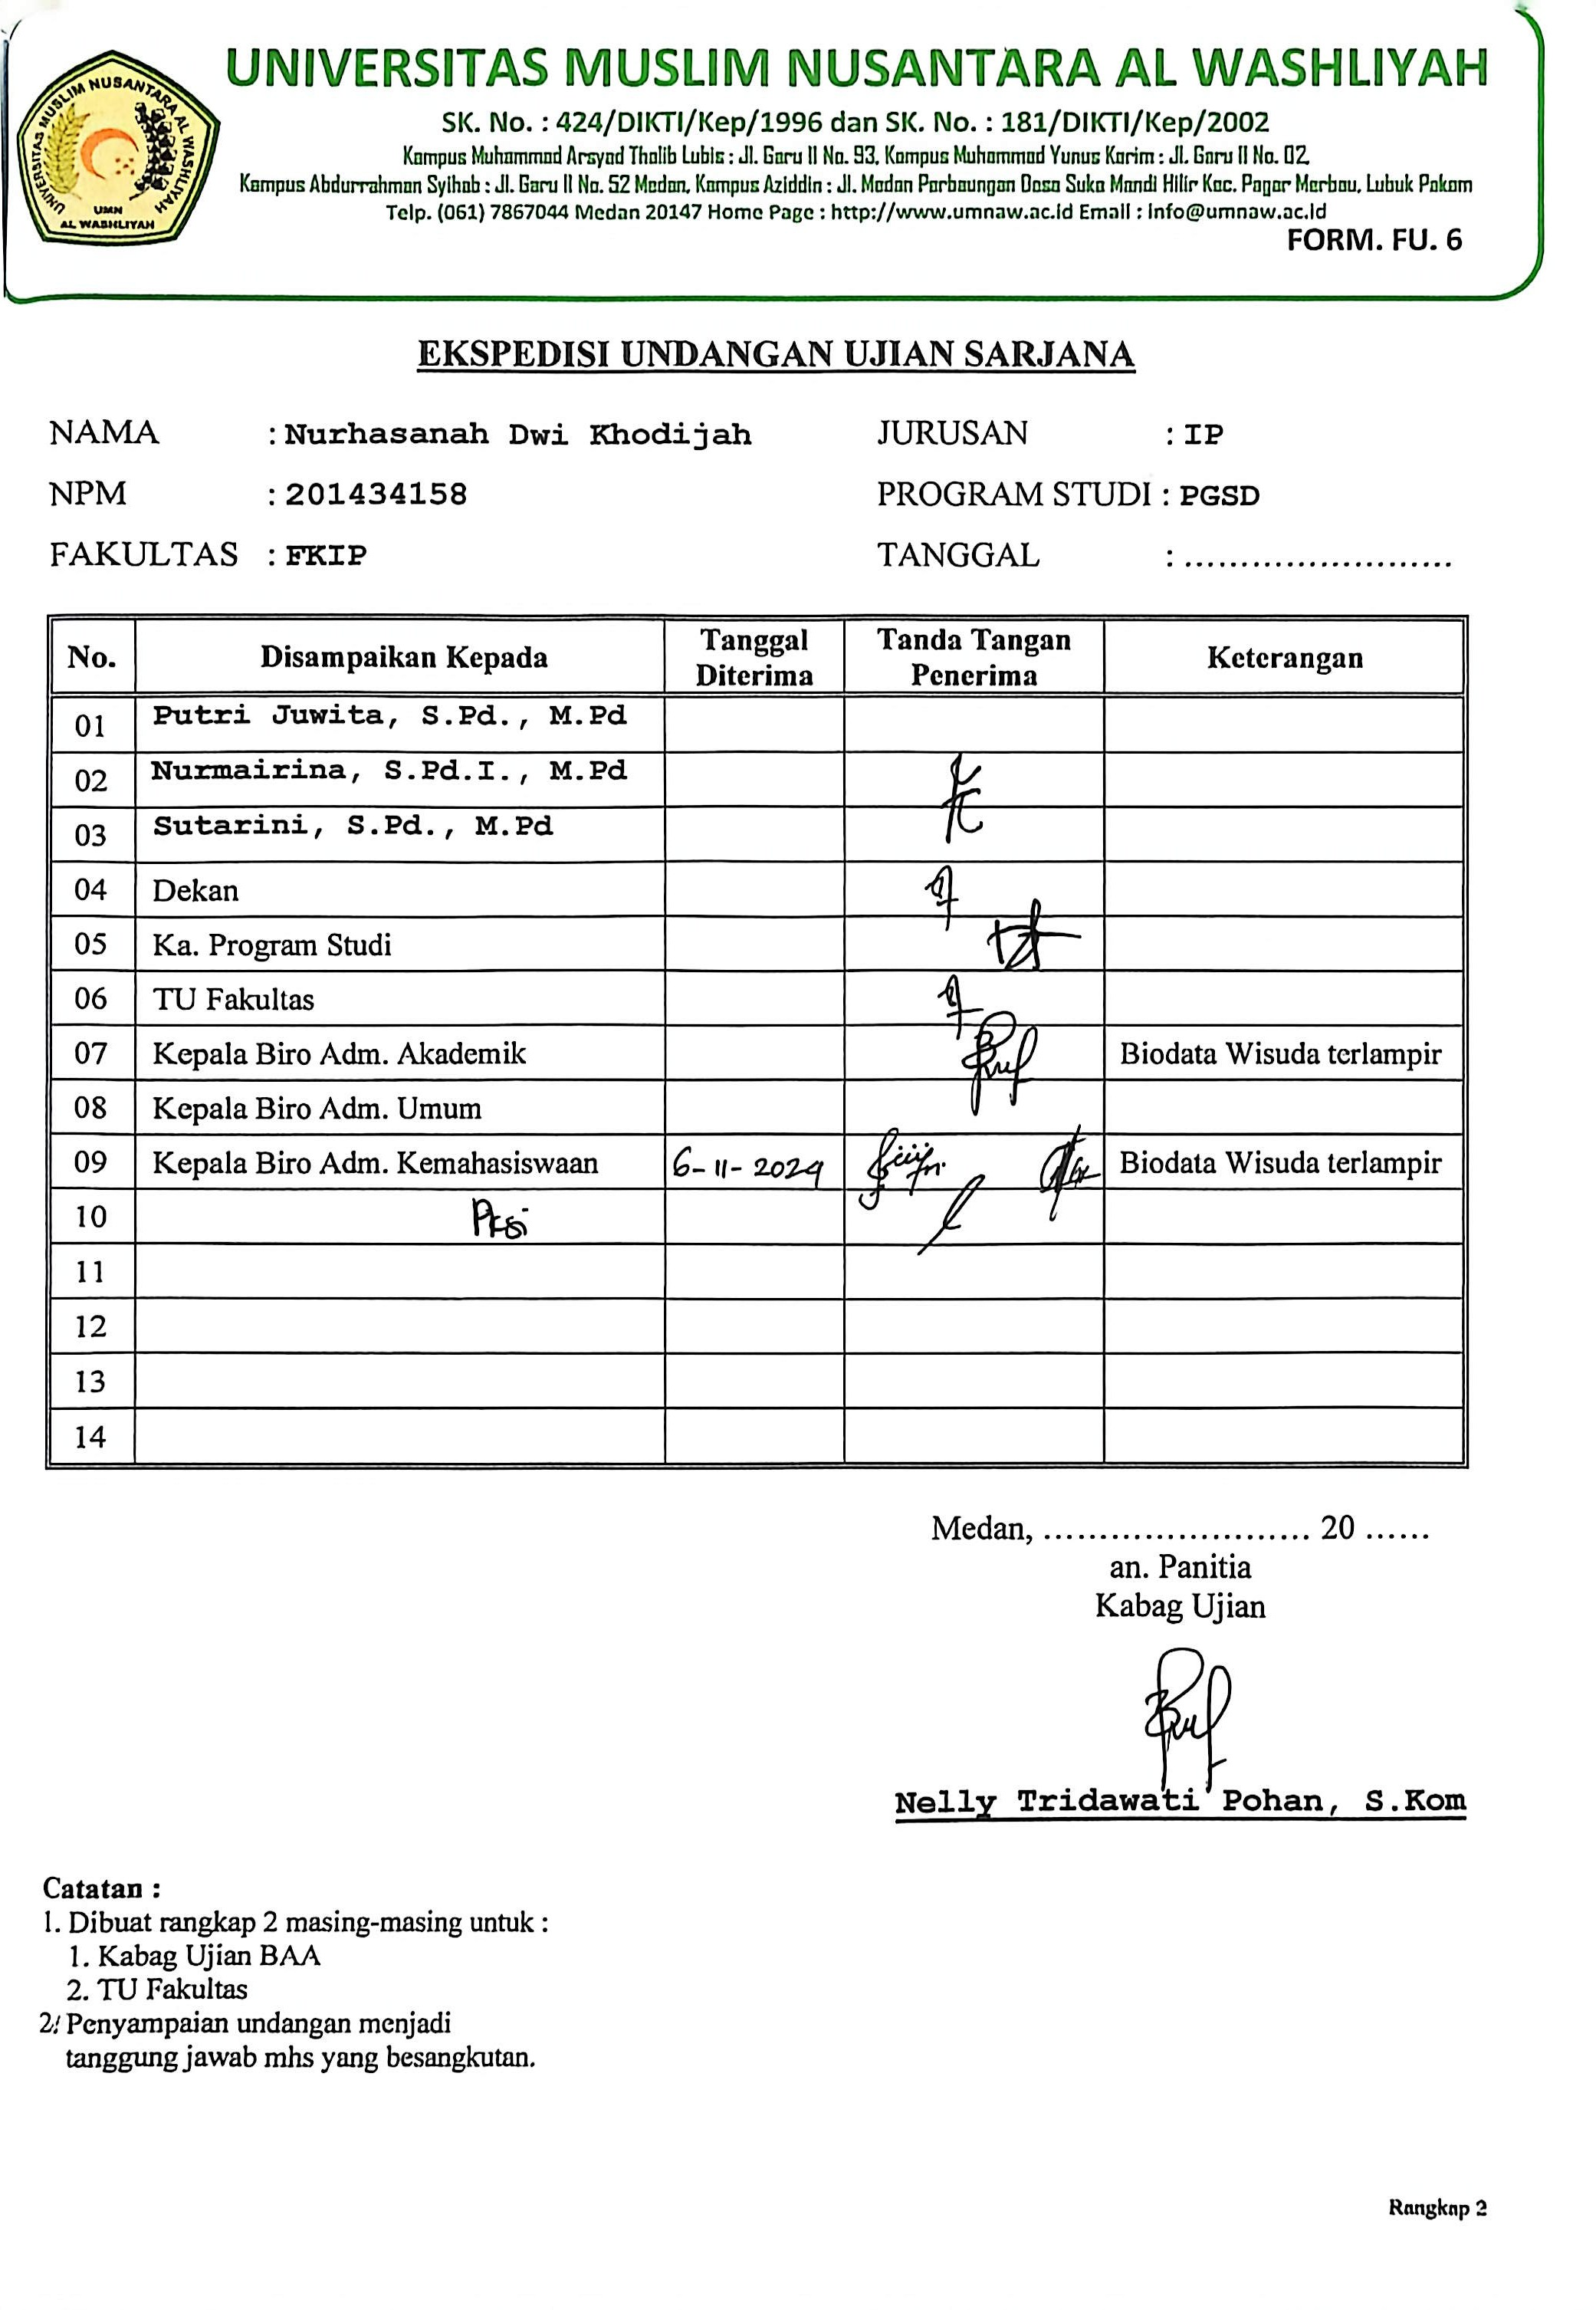 UNIVERSITAS MUSLIM NUSANTARA AL WASHLIYAH
UMN
AL WASHLIYAH
UNIVERSITAS MUSLIM NUSANTARA AL WASHLIYAH
SK. No. : 424/DIKTI/Kep/1996 dan SK. No. : 181/DIKTI/Kep/2002
Kampus Muhammad Arsyad Thalib Lubis : Jl. Garu II No. 93, Kampus Muhammad Yunus Karim : Jl. Garu II No. 02,
Kampus Abdurrahman Syihab : Jl. Garu II No. 52 Medan, Kampus Aziddin : Jl. Medan Perbaungan Desa Suka Mandi Hilir Kec. Pagar Merbau, Lubuk Pakam
Telp. (061) 7867044 Medan 20147 Home Page : http://www.umnaw.ac.id Email : info@umnaw.ac.id
FORM. FU. 6
EKSPEDISI UNDANGAN UJIAN SARJANA
NAMA : Nurhasanah Dwi Khodijah JURUSAN : IP
NPM : 201434158 PROGRAM STUDI : PGSD
FAKULTAS : FKIP TANGGAL : ........................
No. Disampaikan Kepada Tanggal Diterima Tanda Tangan Penerima Keterangan
01 Putri Juwita, S.Pd., M.Pd
02 Nurmairina, S.Pd.I., M.Pd
03 Sutarini, S.Pd., M.Pd
04 Dekan
05 Ka. Program Studi
06 TU Fakultas
07 Kepala Biro Adm. Akademik Biodata Wisuda terlampir
08 Kepala Biro Adm. Umum
09 Kepala Biro Adm. Kemahasiswaan 6-11-2024 Biodata Wisuda terlampir
10
11
12
13
14
Medan, ........................ 20 ......
an. Panitia
Kabag Ujian
Nelly Tridawati Pohan, S.Kom
Catatan :
1. Dibuat rangkap 2 masing-masing untuk :
1. Kabag Ujian BAA
2. TU Fakultas
2. Penyampaian undangan menjadi
tanggung jawab mhs yang besangkutan.
Rangkap 2